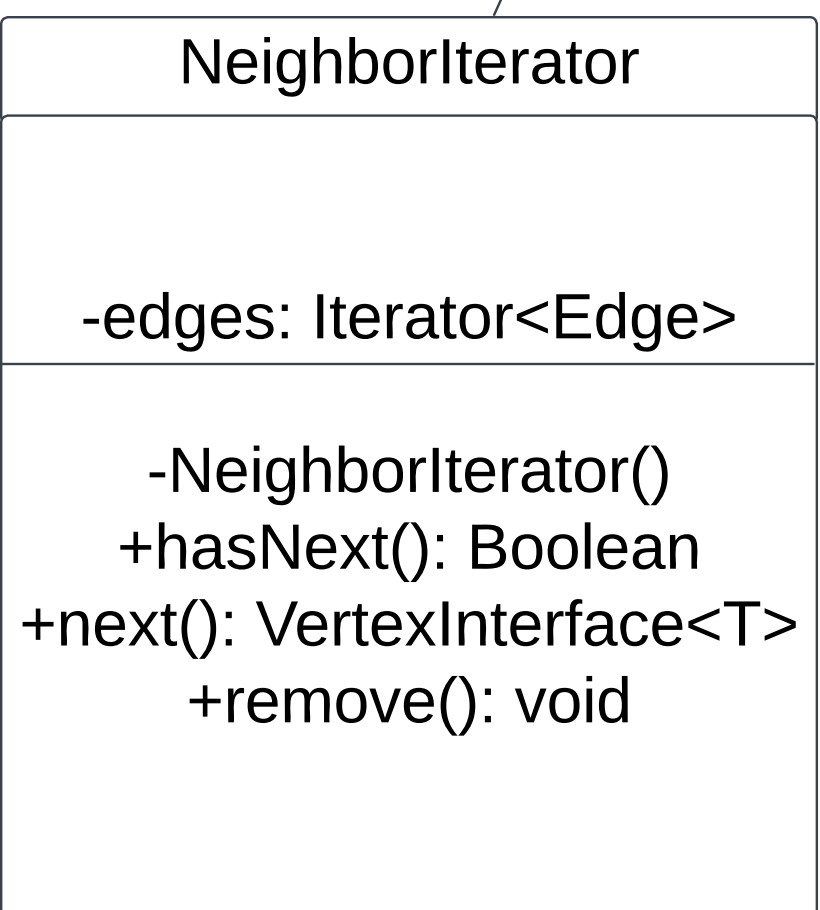 NeighborIterator
-edges: Iterator<Edge>
-NeighborIterator()
+hasNext(): Boolean
+next(): VertexInterface<T>
+remove(): void